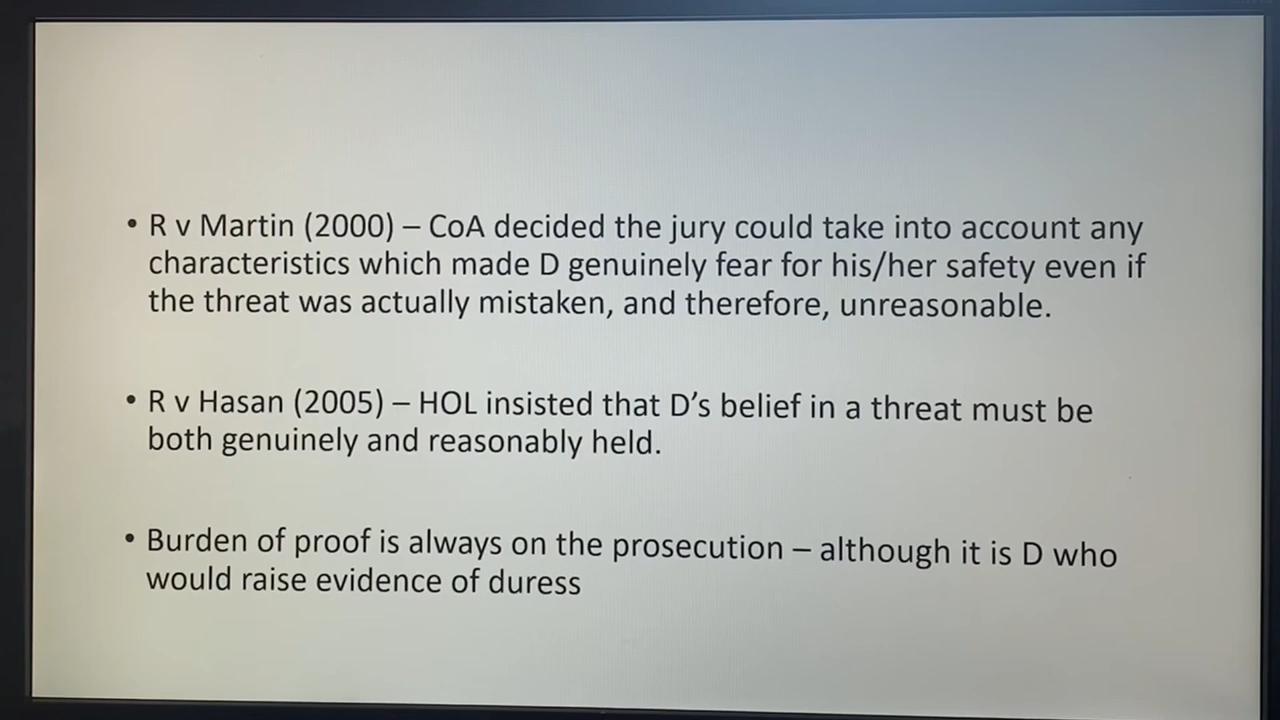 • R v Martin (2000) – CoA decided the jury could take into account any
characteristics which made D genuinely fear for his/her safety even if
the threat was actually mistaken, and therefore, unreasonable.
• R v Hasan (2005) – HOL insisted that D’s belief in a threat must be
both genuinely and reasonably held.
• Burden of proof is always on the prosecution – although it is D who
would raise evidence of duress